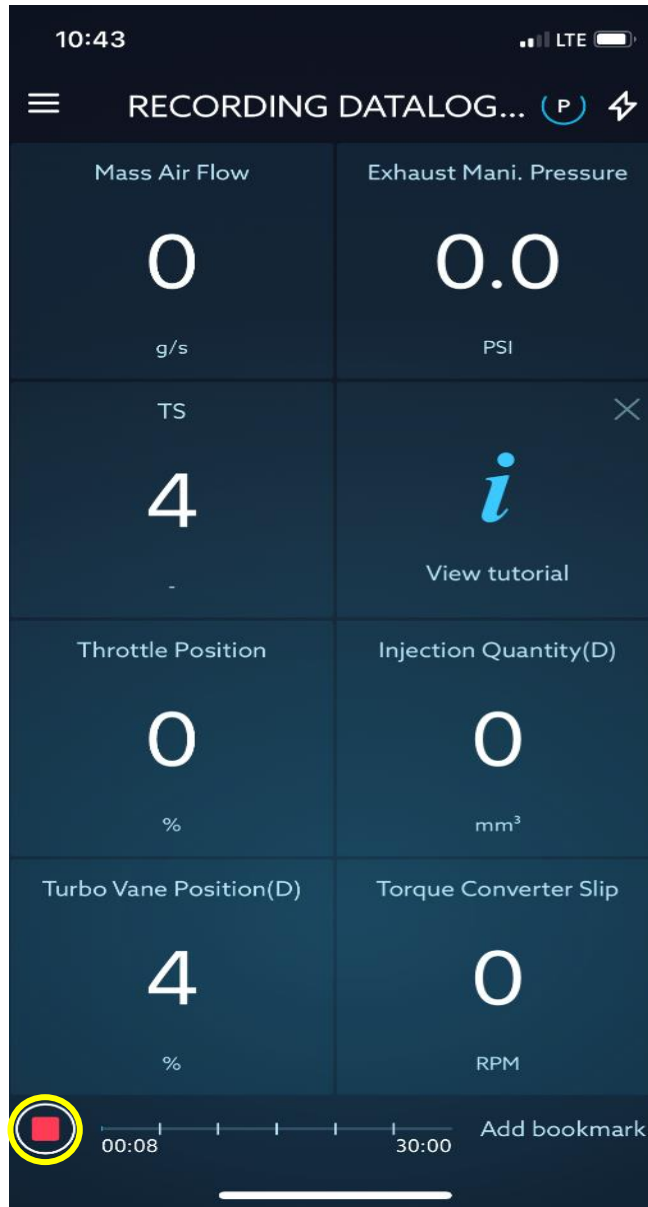 10:43 LTE
RECORDING DATALOG... P
Mass Air Flow
0
g/s
Exhaust Mani. Pressure
0.0
PSI
TS
4
-
i
View tutorial
Throttle Position
0
%
Injection Quantity(D)
0
mm³
Turbo Vane Position(D)
4
%
Torque Converter Slip
0
RPM
00:08 30:00 Add bookmark